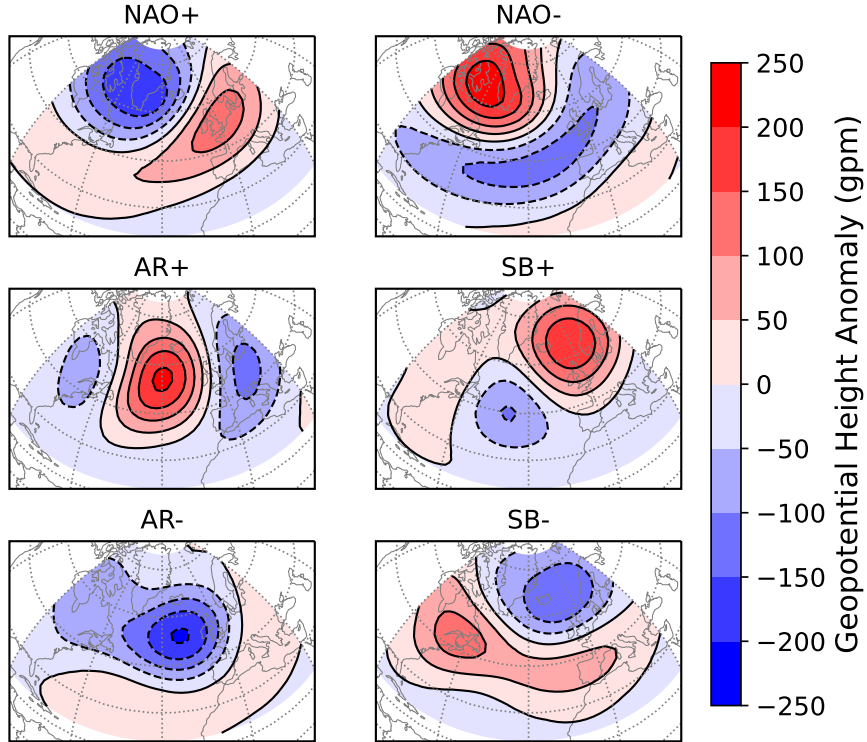 NAO+
NAO-
AR+
SB+
AR-
SB-
250
200
150
100
50
0
−50
−100
−150
−200
−250
Geopotential Height Anomaly (gpm)